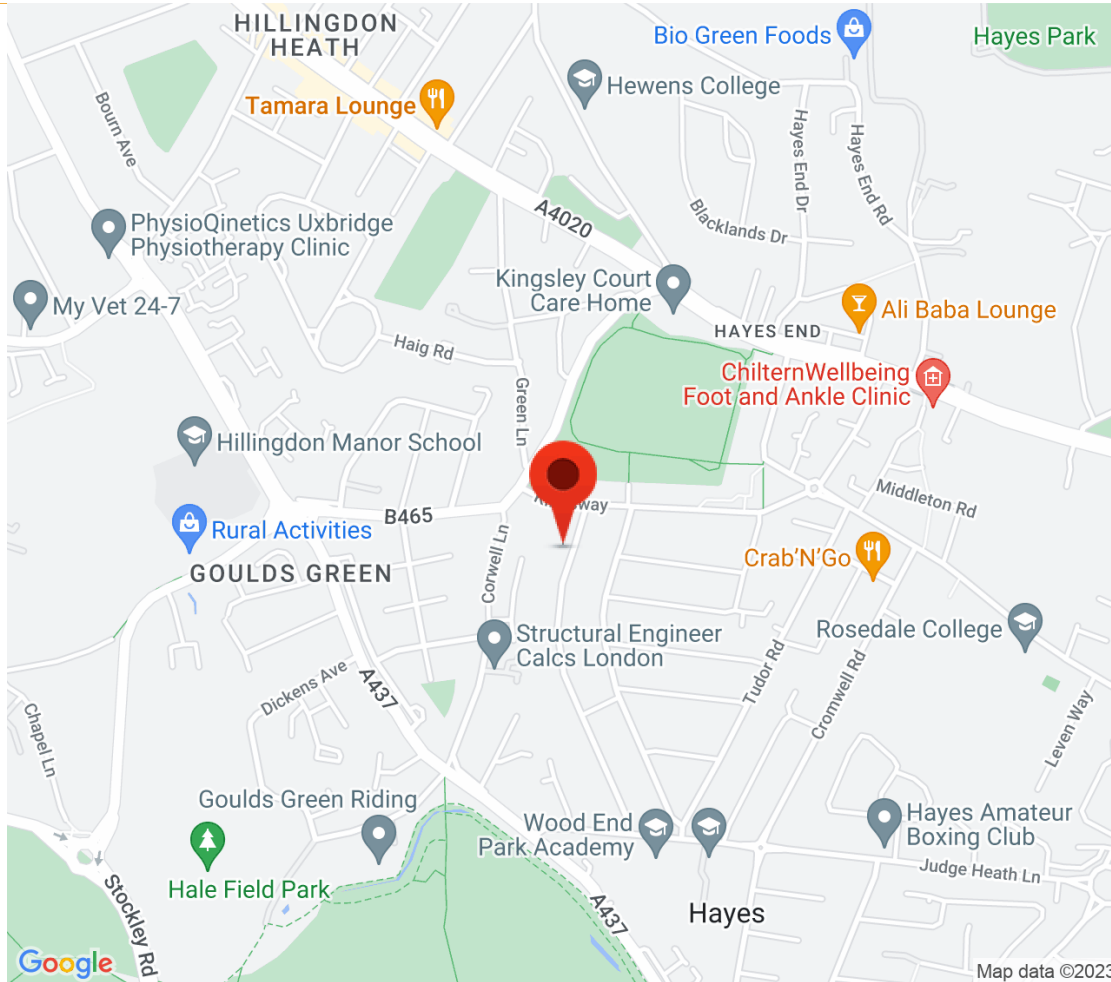 HILLINGDON
HEATH
Bio Green Foods
Hayes Park
Tamara Lounge
Hewens College
Bourn Ave
Hayes End Dr
Hayes End Rd
A4020
Blacklands Dr
PhysioQinetics Uxbridge
Physiotherapy Clinic
Kingsley Court
Care Home
My Vet 24-7
Ali Baba Lounge
HAYES END
Haig Rd
Green Ln
ChilternWellbeing
Foot and Ankle Clinic
Hillingdon Manor School
Middleton Rd
B465
Rural Activities
Corwell Ln
Crab'N'Go
GOULDS GREEN
Structural Engineer
Calcs London
Rosedale College
Tudor Rd
Cromwell Rd
Dickens Ave
A437
Chapel Ln
Leven Way
Goulds Green Riding
Wood End
Park Academy
Hayes Amateur
Boxing Club
Judge Heath Ln
Hale Field Park
Stockley Rd
A437
Hayes
Google
Map data ©2023